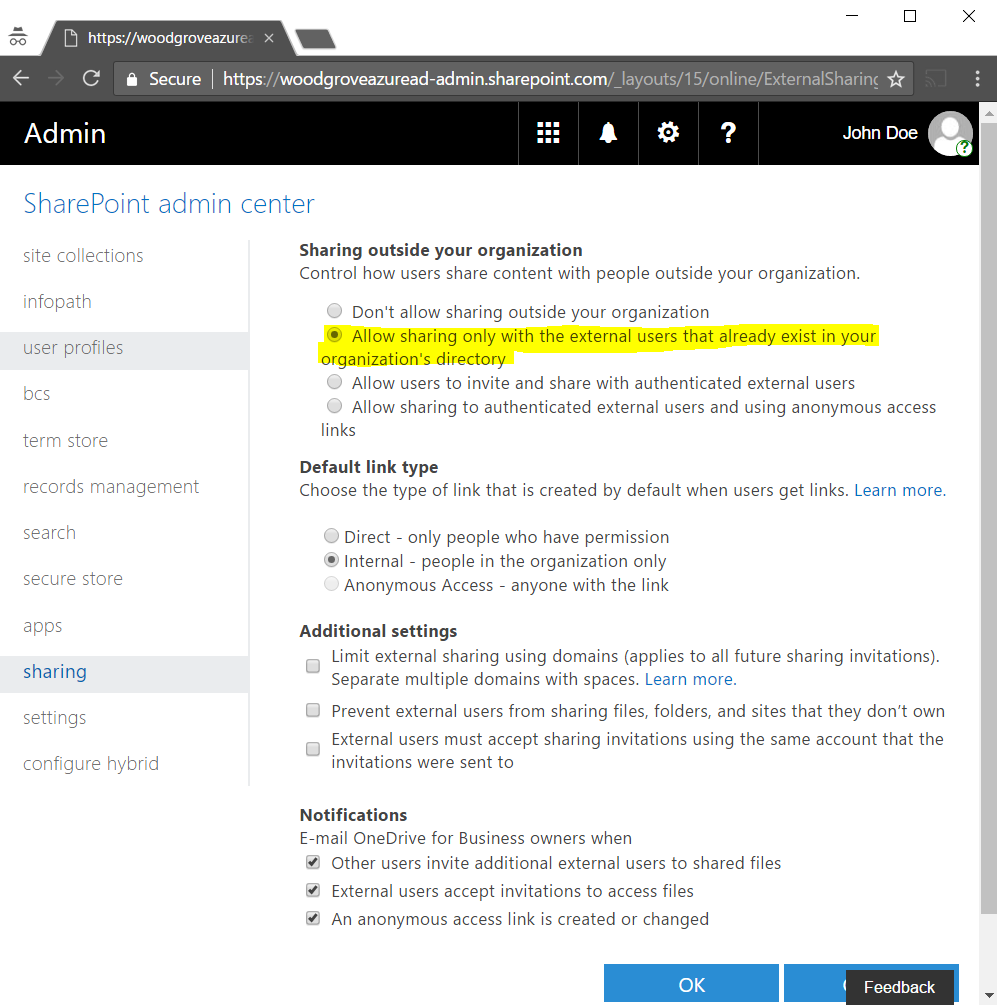 https://woodgroveazurea
Secure
https://woodgroveazuread-admin.sharepoint.com/_layouts/15/online/ExternalSharing
Admin
?
John Doe
?
SharePoint admin center
site collections
infopath
user profiles
bcs
term store
records management
search
secure store
apps
sharing
settings
configure hybrid
Sharing outside your organization
Control how users share content with people outside your organization.
Don't allow sharing outside your organization
Allow sharing only with the external users that already exist in your
organization's directory
Allow users to invite and share with authenticated external users
Allow sharing to authenticated external users and using anonymous access
links
Default link type
Choose the type of link that is created by default when users get links. Learn more.
Direct - only people who have permission
Internal - people in the organization only
Anonymous Access - anyone with the link
Additional settings
Limit external sharing using domains (applies to all future sharing invitations).
Separate multiple domains with spaces. Learn more.
Prevent external users from sharing files, folders, and sites that they don’t own
External users must accept sharing invitations using the same account that the
invitations were sent to
Notifications
E-mail OneDrive for Business owners when
Other users invite additional external users to shared files
External users accept invitations to access files
An anonymous access link is created or changed
OK
Feedback